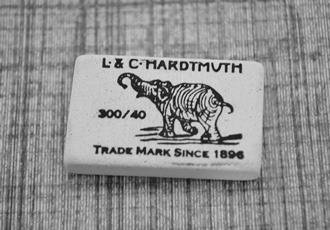 L. & C. HARDTMUTH
300/40
TRADE MARK SINCE 1896